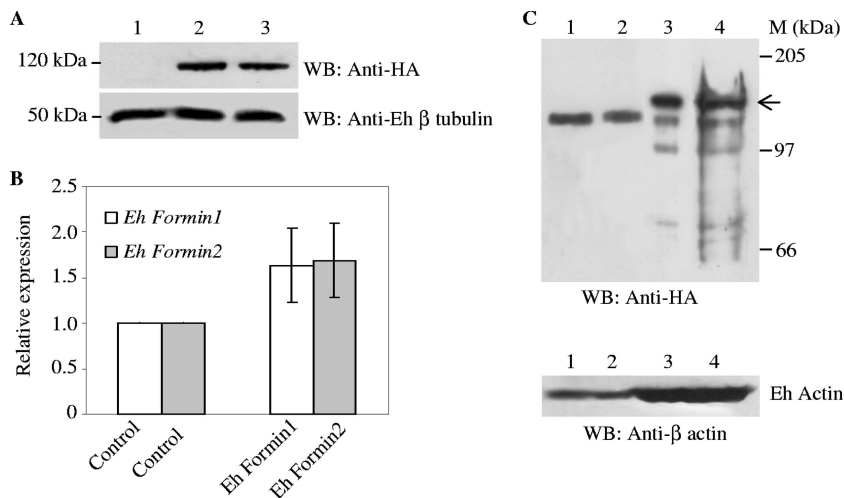 A
1 2 3
120 kDa
WB: Anti-HA
50 kDa
WB: Anti-Eh β tubulin
B
2.5
2.0
1.5
1.0
0.5
0
Relative expression
Eh Formin1
Eh Formin2
Control
Control
Eh Formin1
Eh Formin2
C
1 2 3 4 M (kDa)
205
97
66
WB: Anti-HA
1 2 3 4
Eh Actin
WB: Anti-β actin